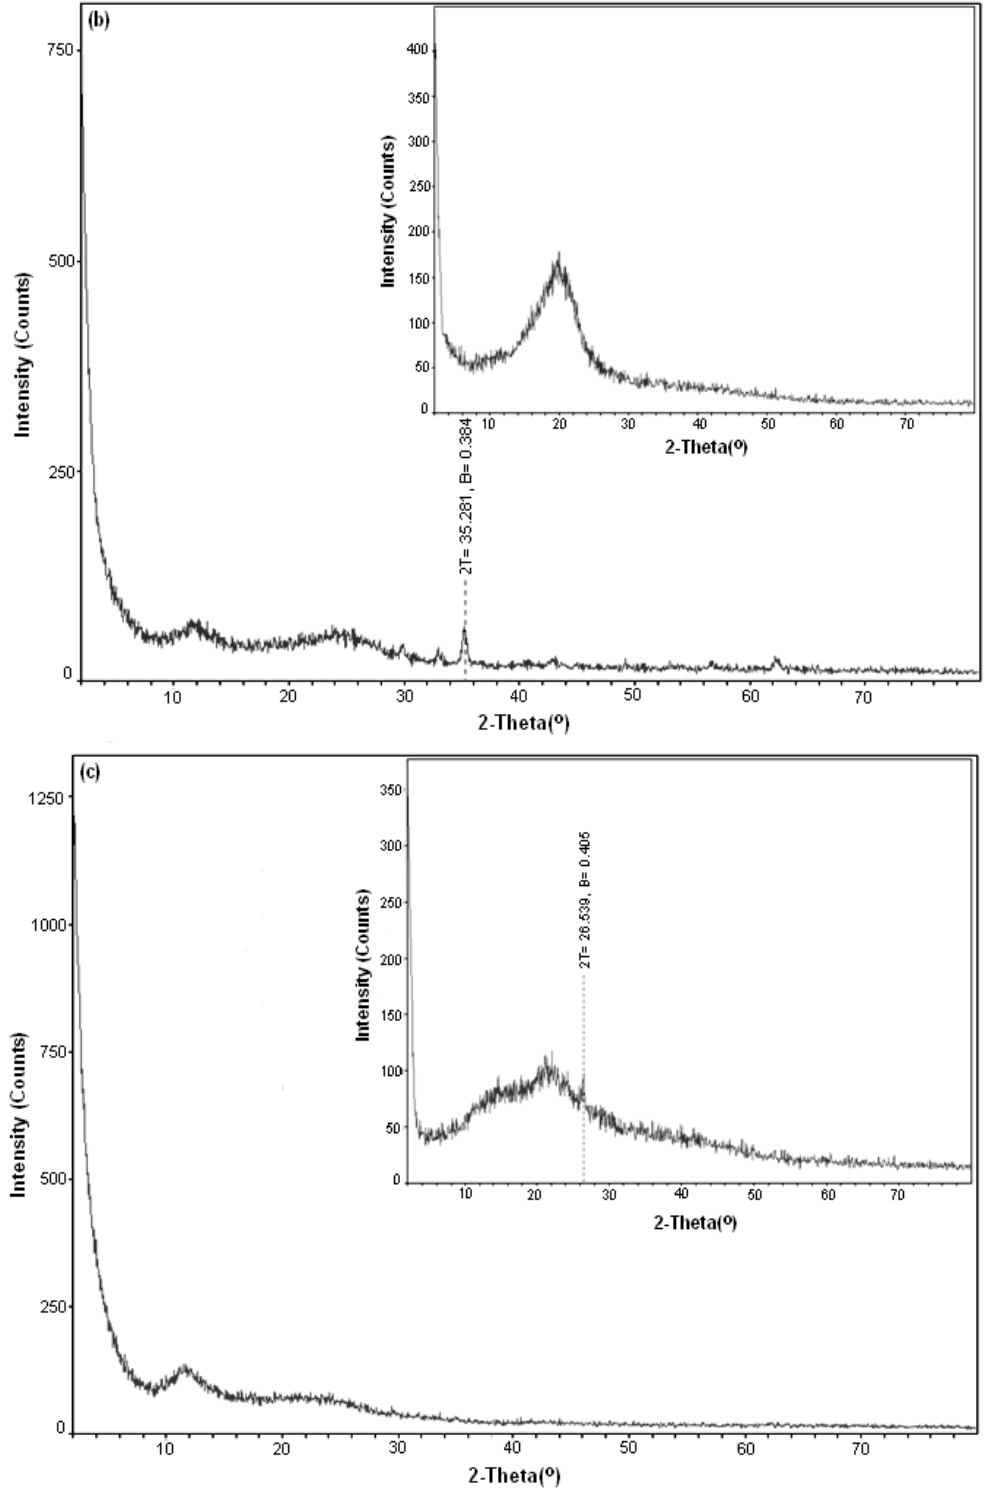 (b)
750
500
250
0
10 20 30 40 50 60 70
2-Theta(º)
Intensity (Counts)
400
350
300
250
200
150
100
50
0
10 20 30 40 50 60 70
2-Theta(º)
Intensity (Counts)
2T= 35.281, B= 0.384
(c)
1250
1000
750
500
250
0
10 20 30 40 50 60 70
2-Theta(º)
Intensity (Counts)
350
300
250
200
150
100
50
0
10 20 30 40 50 60 70
2-Theta(º)
Intensity (Counts)
2T= 26.539, B= 0.405